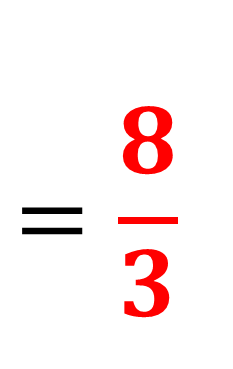 = 8/3